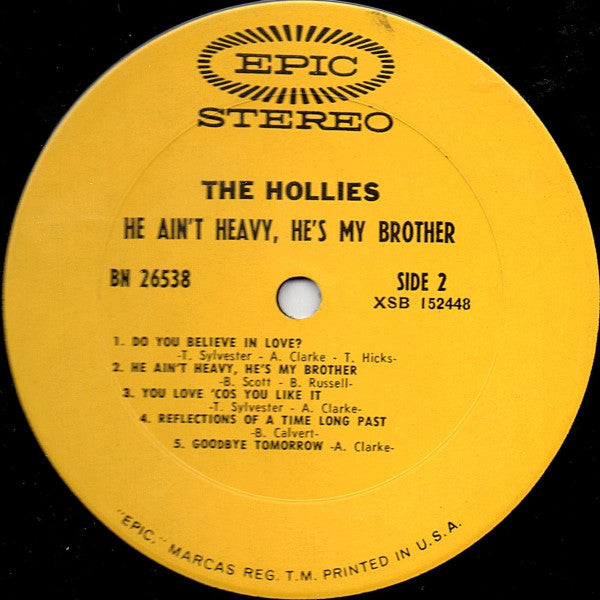 EPIC
STEREO
THE HOLLIES
HE AIN'T HEAVY, HE'S MY BROTHER
BN 26538
SIDE 2
XSB 152448
1. DO YOU BELIEVE IN LOVE?
-T. Sylvester - A. Clarke - T. Hicks-
2. HE AIN'T HEAVY, HE'S MY BROTHER
-B. Scott - B. Russell-
3. YOU LOVE 'COS YOU LIKE IT
-T. Sylvester - A. Clarke-
4. REFLECTIONS OF A TIME LONG PAST
-B. Calvert-
5. GOODBYE TOMORROW -A. Clarke-
"EPIC," MARCAS REG. T.M. PRINTED IN U.S.A.